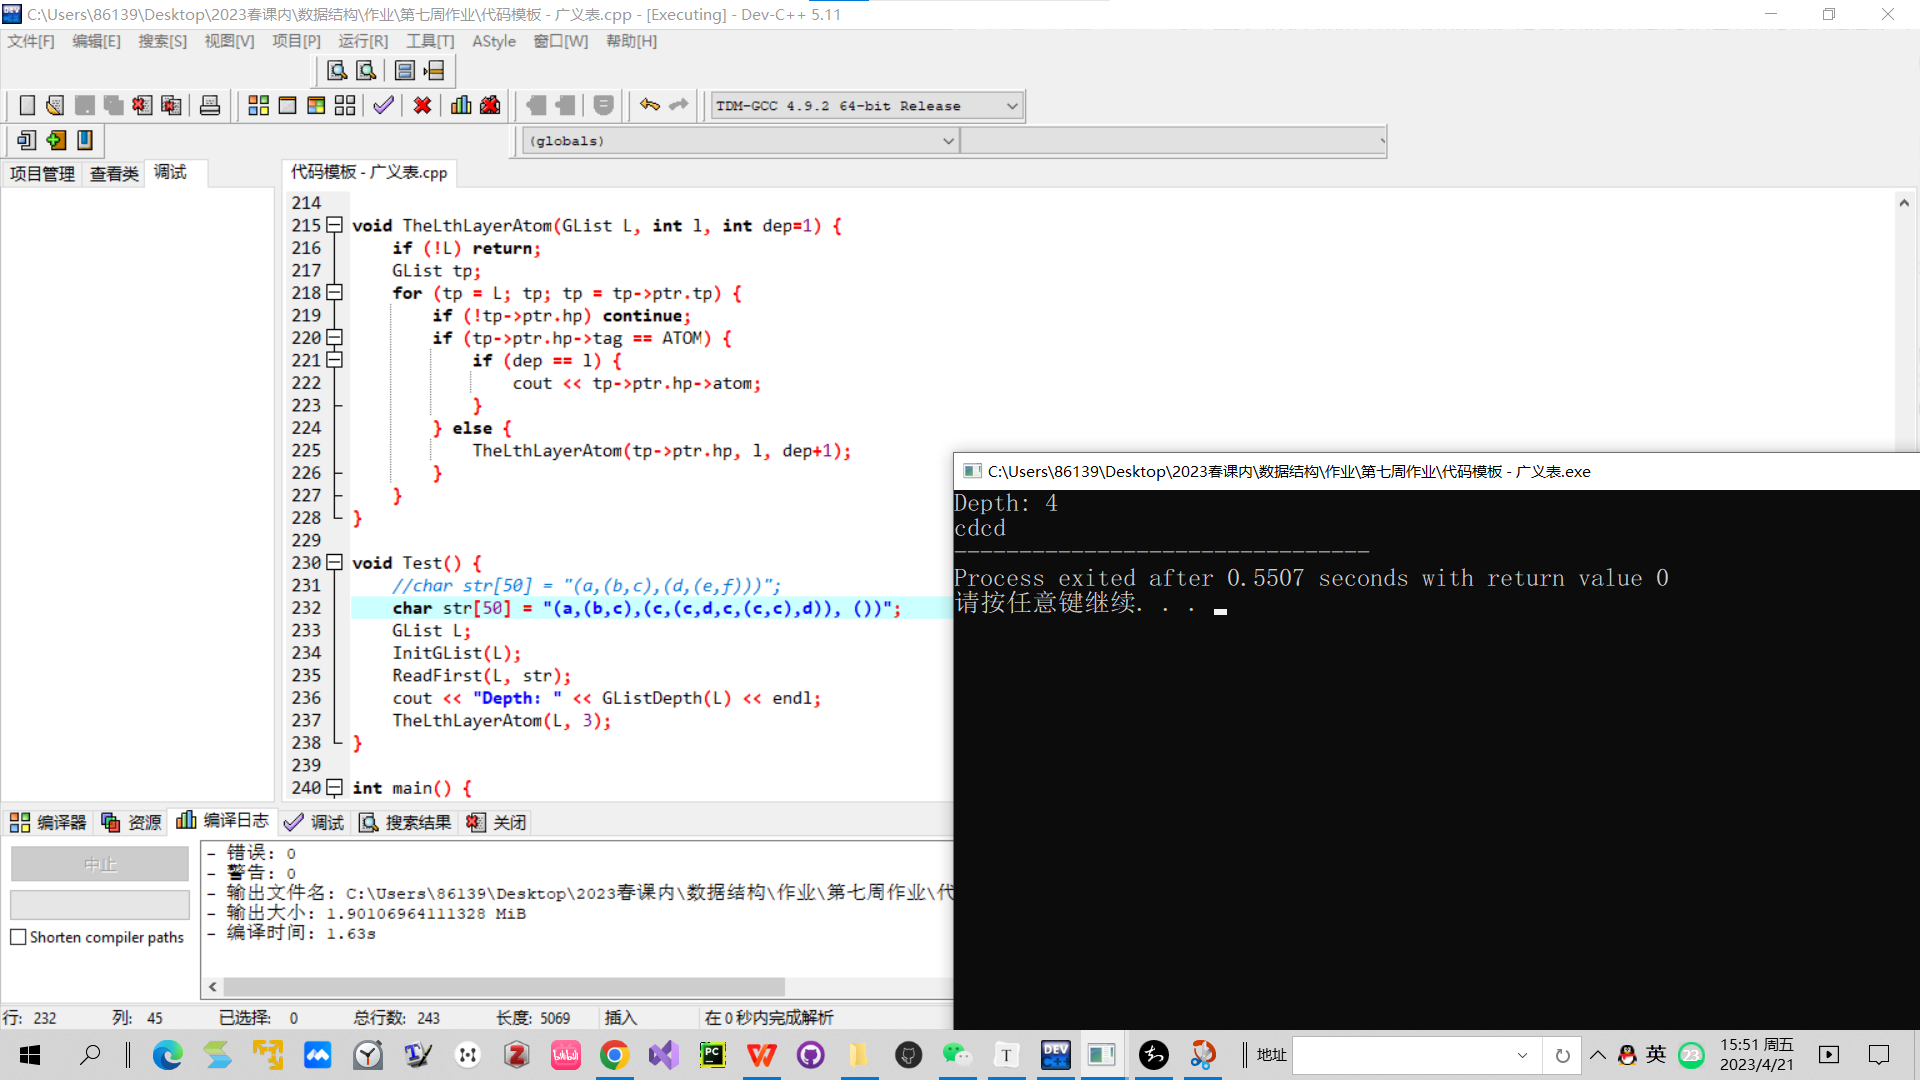 C:\Users\86139\Desktop\2023春课内\数据结构\作业\第七周作业\代码模板 - 广义表.cpp - [Executing] - Dev-C++ 5.11
文件[F] 编辑[E] 搜索[S] 视图[V] 项目[P] 运行[R] 工具[T] AStyle 窗口[W] 帮助[H]
TDM-GCC 4.9.2 64-bit Release
(globals)
项目管理 查看类 调试
代码模板 - 广义表.cpp
214
215 void TheLthLayerAtom(GList L, int l, int dep=1) {
216 if (!L) return;
217 GList tp;
218 for (tp = L; tp; tp = tp->ptr.tp) {
219 if (!tp->ptr.hp) continue;
220 if (tp->ptr.hp->tag == ATOM) {
221 if (dep == l) {
222 cout << tp->ptr.hp->atom;
223 }
224 } else {
225 TheLthLayerAtom(tp->ptr.hp, l, dep+1);
226 }
227 }
228 }
229
230 void Test() {
231 //char str[50] = "(a,(b,c),(d,(e,f)))";
232 char str[50] = "(a,(b,c),(c,(c,d,c,(c,c),d)), ())";
233 GList L;
234 InitGList(L);
235 ReadFirst(L, str);
236 cout << "Depth: " << GListDepth(L) << endl;
237 TheLthLayerAtom(L, 3);
238 }
239
240 int main() {
C:\Users\86139\Desktop\2023春课内\数据结构\作业\第七周作业\代码模板 - 广义表.exe
Depth: 4
cdcd
--------------------------------
Process exited after 0.5507 seconds with return value 0
请按任意键继续. . .
编译器 资源 编译日志 调试 搜索结果 关闭
中止
Shorten compiler paths
- 错误: 0
- 警告: 0
- 输出文件名: C:\Users\86139\Desktop\2023春课内\数据结构\作业\第七周作业\代
- 输出大小: 1.90106964111328 MiB
- 编译时间: 1.63s
行: 232 列: 45 已选择: 0 总行数: 243 长度: 5069 插入 在 0 秒内完成解析
地址
英
23
15:51 周五
2023/4/21